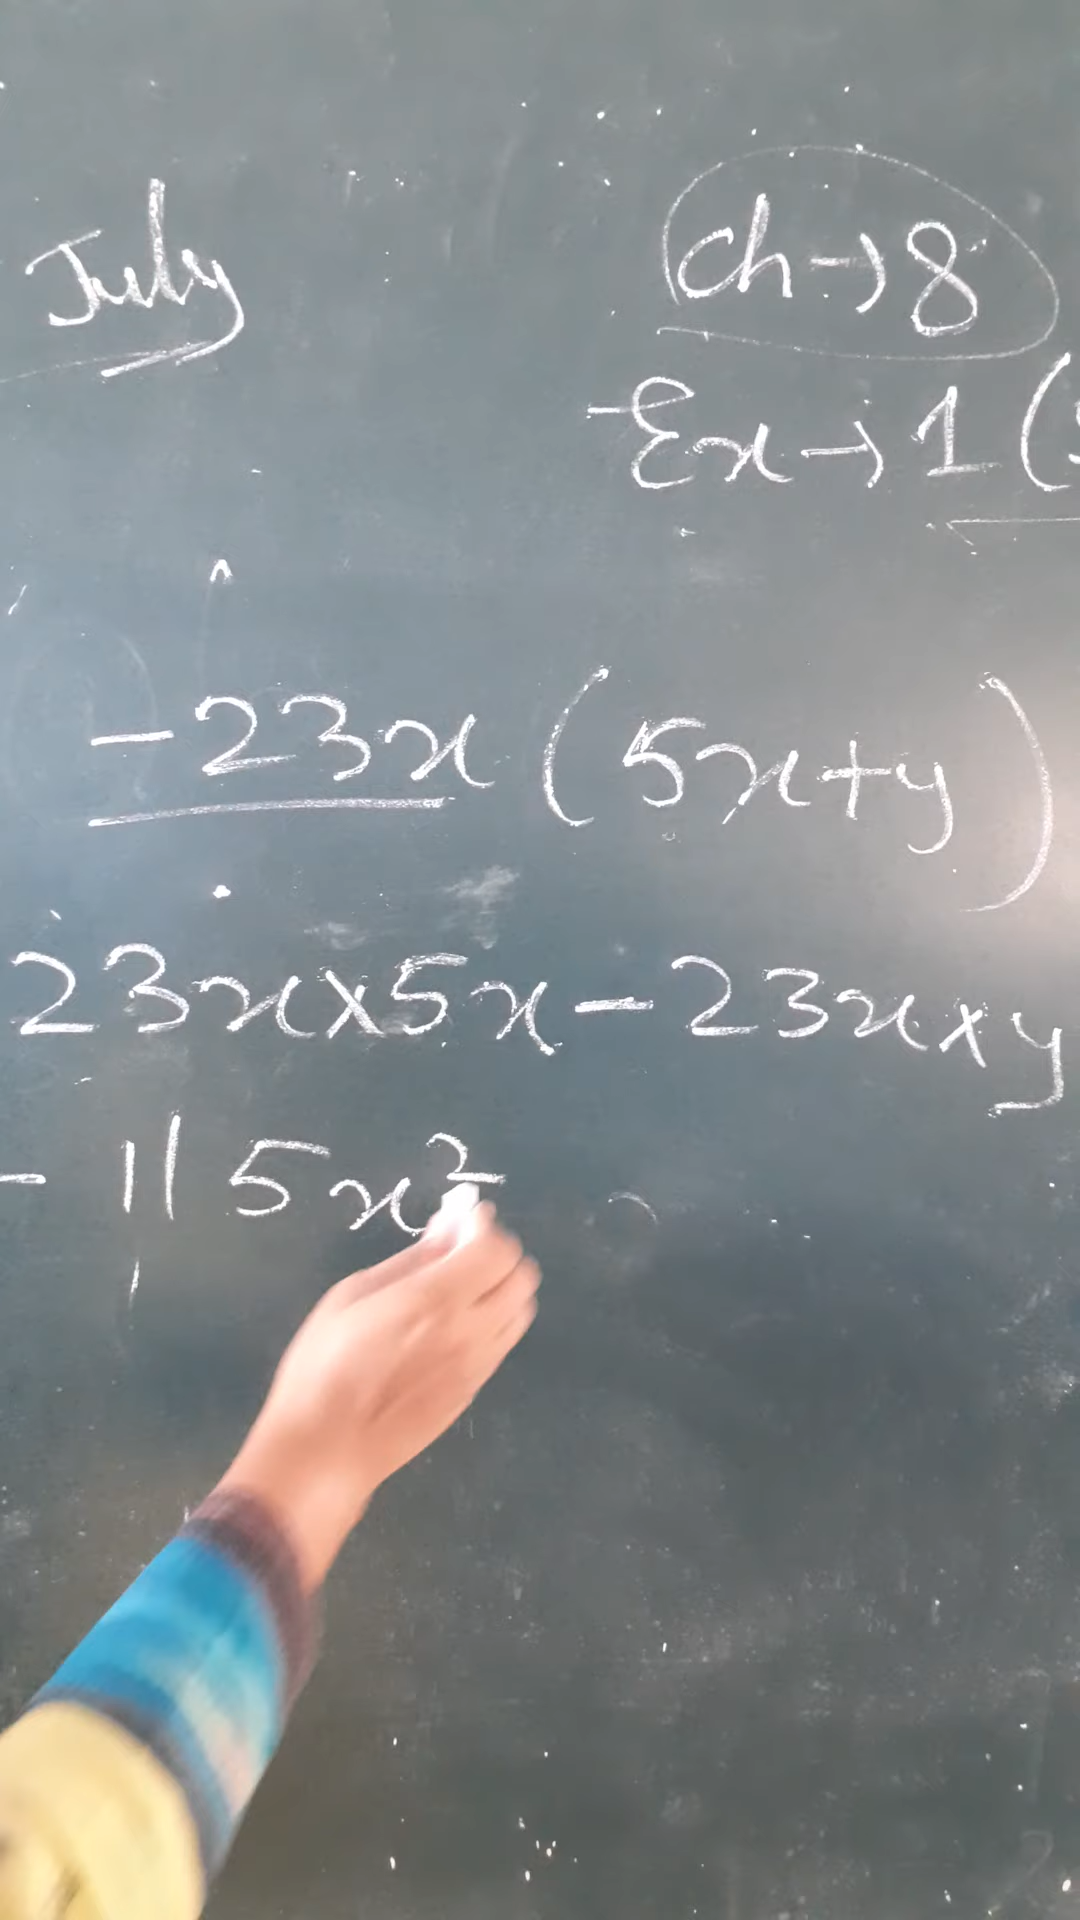 July
ch→8
Ex→1 (
-23x (5x+y)
23x×5x-23x×y
- 115x²